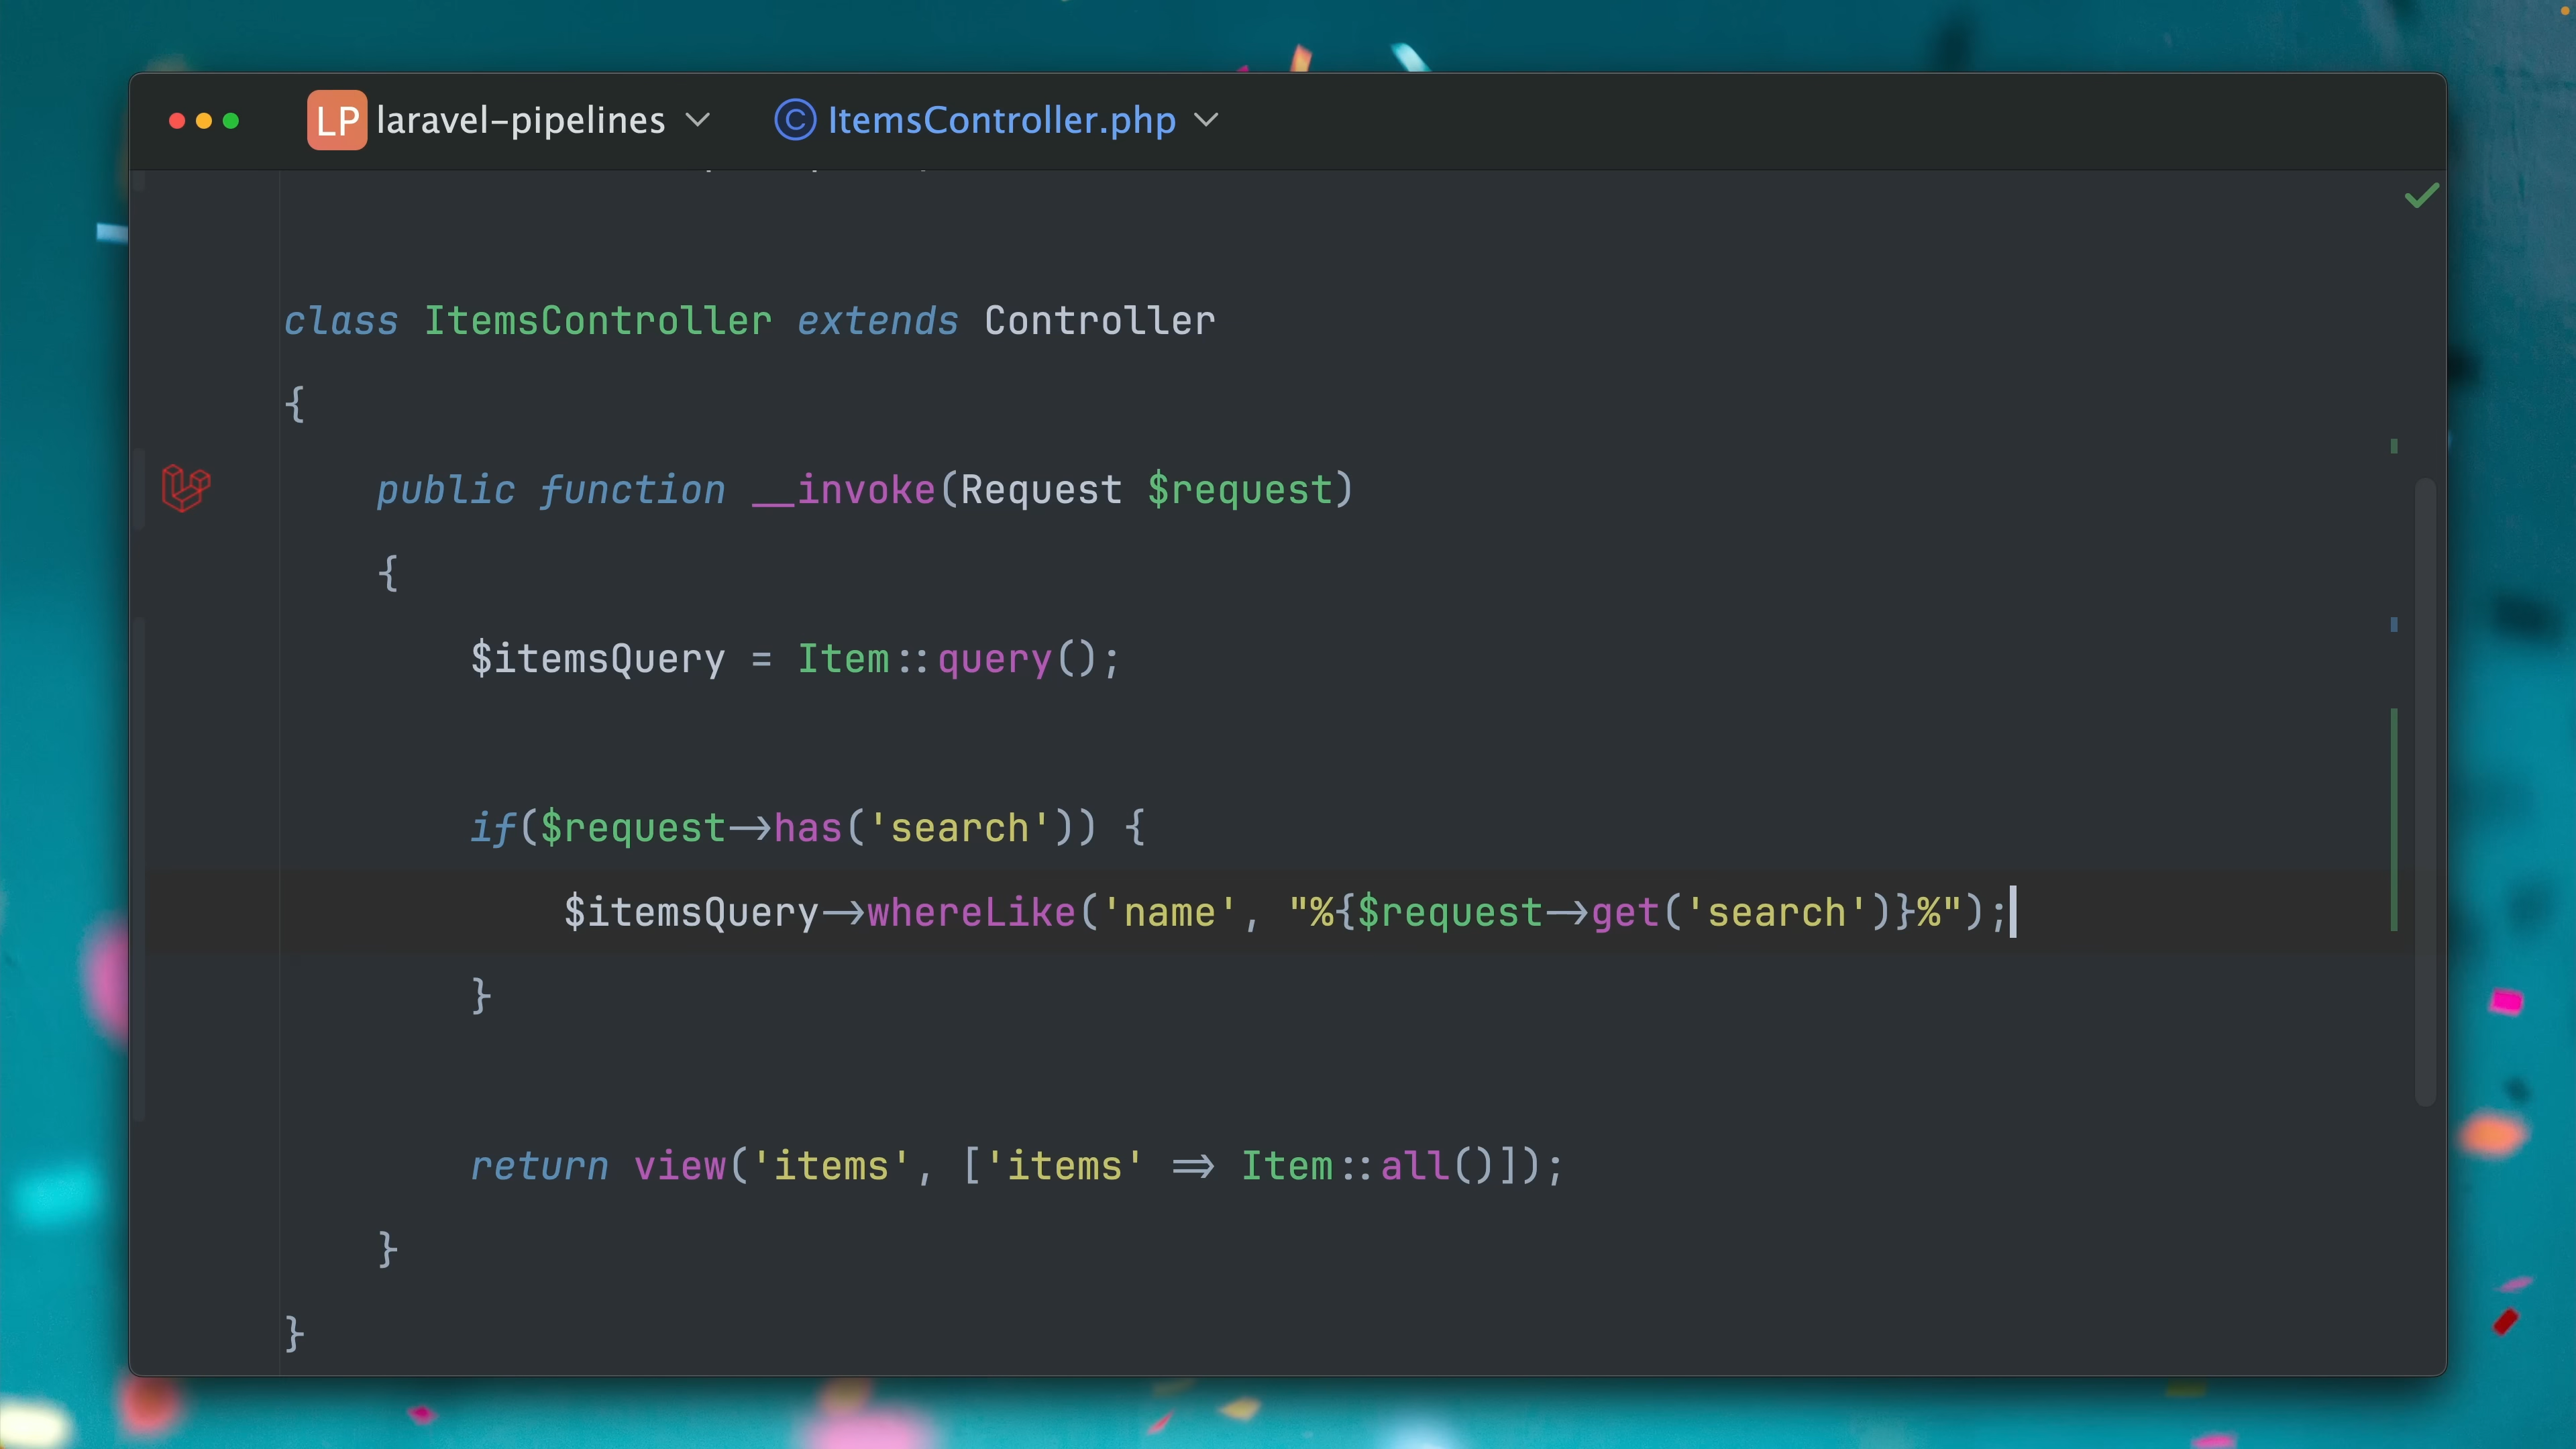 LP laravel-pipelines ItemsController.php
class ItemsController extends Controller
{
public function __invoke(Request $request)
{
$itemsQuery = Item::query();
if($request->has('search')) {
$itemsQuery->whereLike('name', "%{$request->get('search')}%");
}
return view('items', ['items' => Item::all()]);
}
}